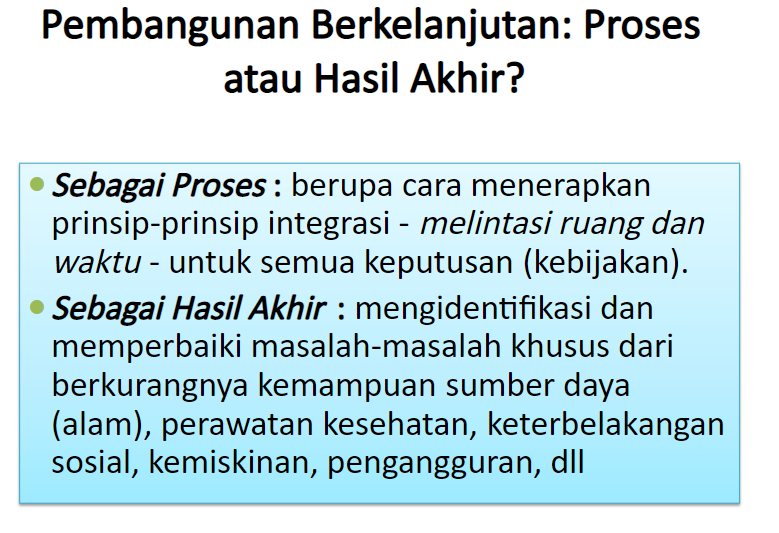 Pembangunan Berkelanjutan: Proses
atau Hasil Akhir?
• Sebagai Proses : berupa cara menerapkan
prinsip-prinsip integrasi - melintasi ruang dan
waktu - untuk semua keputusan (kebijakan).
• Sebagai Hasil Akhir : mengidentifikasi dan
memperbaiki masalah-masalah khusus dari
berkurangnya kemampuan sumber daya
(alam), perawatan kesehatan, keterbelakangan
sosial, kemiskinan, pengangguran, dll